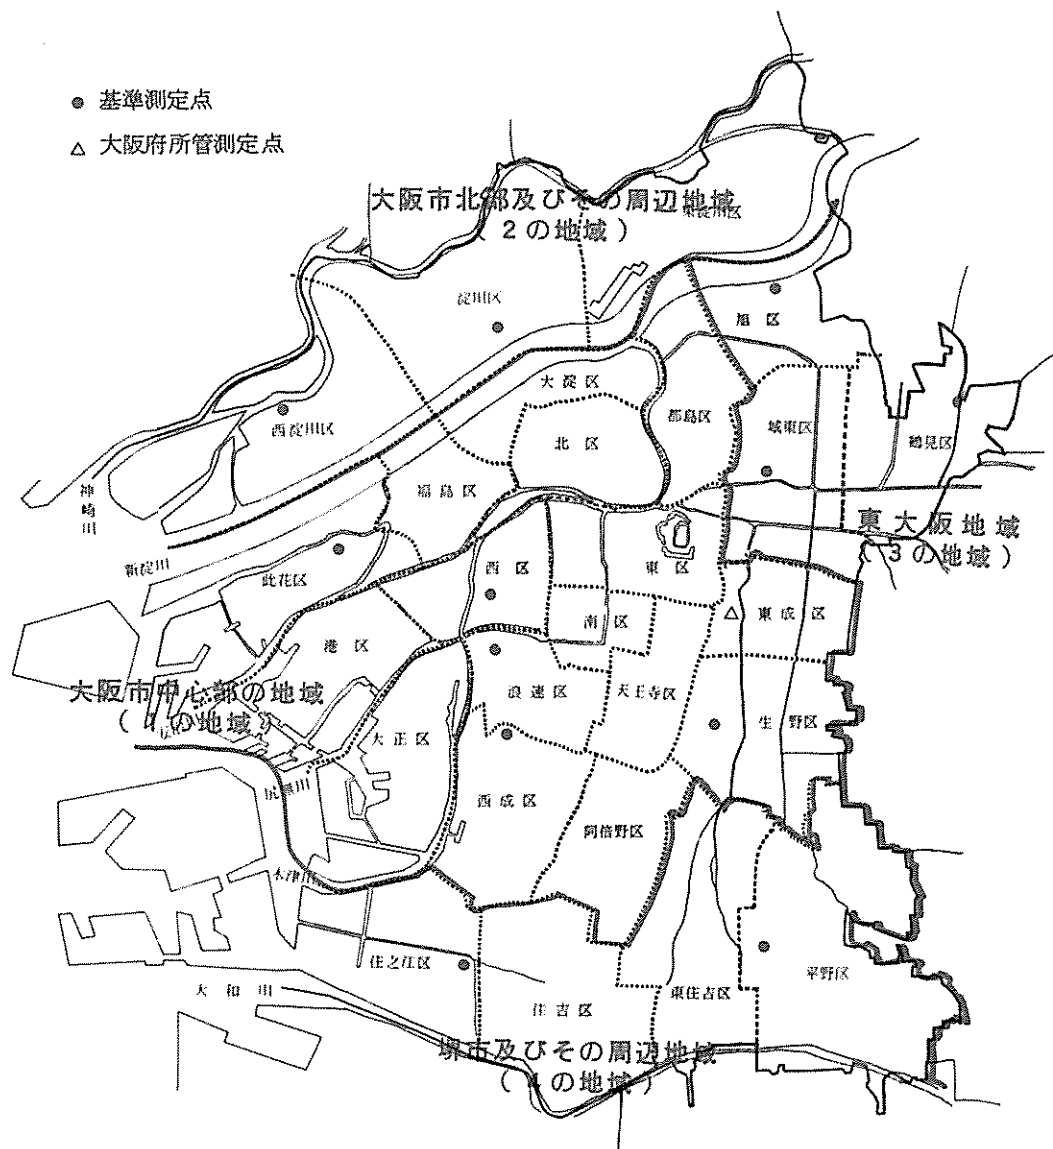 基準測定点
大阪府所管測定点
大阪市北部及びその周辺地域
東淀川区
( 2 の地域 )
淀川区
旭 区
大 淀 区
都島区
西淀川区
北 区
城東区
鶴見区
神崎川
福 島 区
東大阪地域
( 3 の地域 )
新淀川
此花区
西 区
東 区
南 区
東 成 区
港 区
大阪市中心部の地域
( 1 の地域 )
浪 速 区
天王寺区
生 野 区
大 正 区
尻無川
西 成 区
阿倍野区
木津川
住之江区
平野区
大 和 川
住 吉 区
東住吉区
堺市及びその周辺地域
( 4 の地域 )